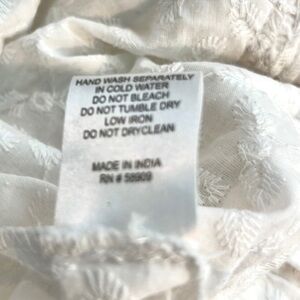 HAND WASH SEPARATELY
IN COLD WATER
DO NOT BLEACH
DO NOT TUMBLE DRY
LOW IRON
DO NOT DRYCLEAN
MADE IN INDIA
RN # 58909